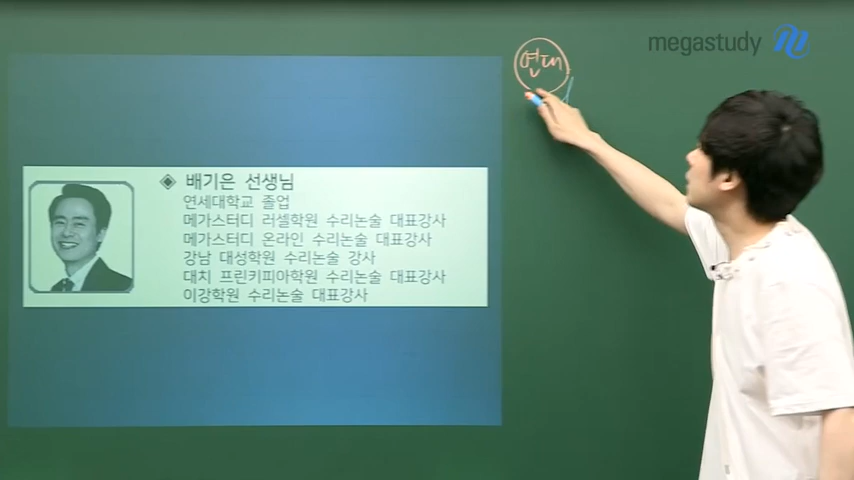 megastudy
연대
◈ 배기은 선생님
연세대학교 졸업
메가스터디 러셀학원 수리논술 대표강사
메가스터디 온라인 수리논술 대표강사
강남 대성학원 수리논술 강사
대치 프린키피아학원 수리논술 대표강사
이강학원 수리논술 대표강사